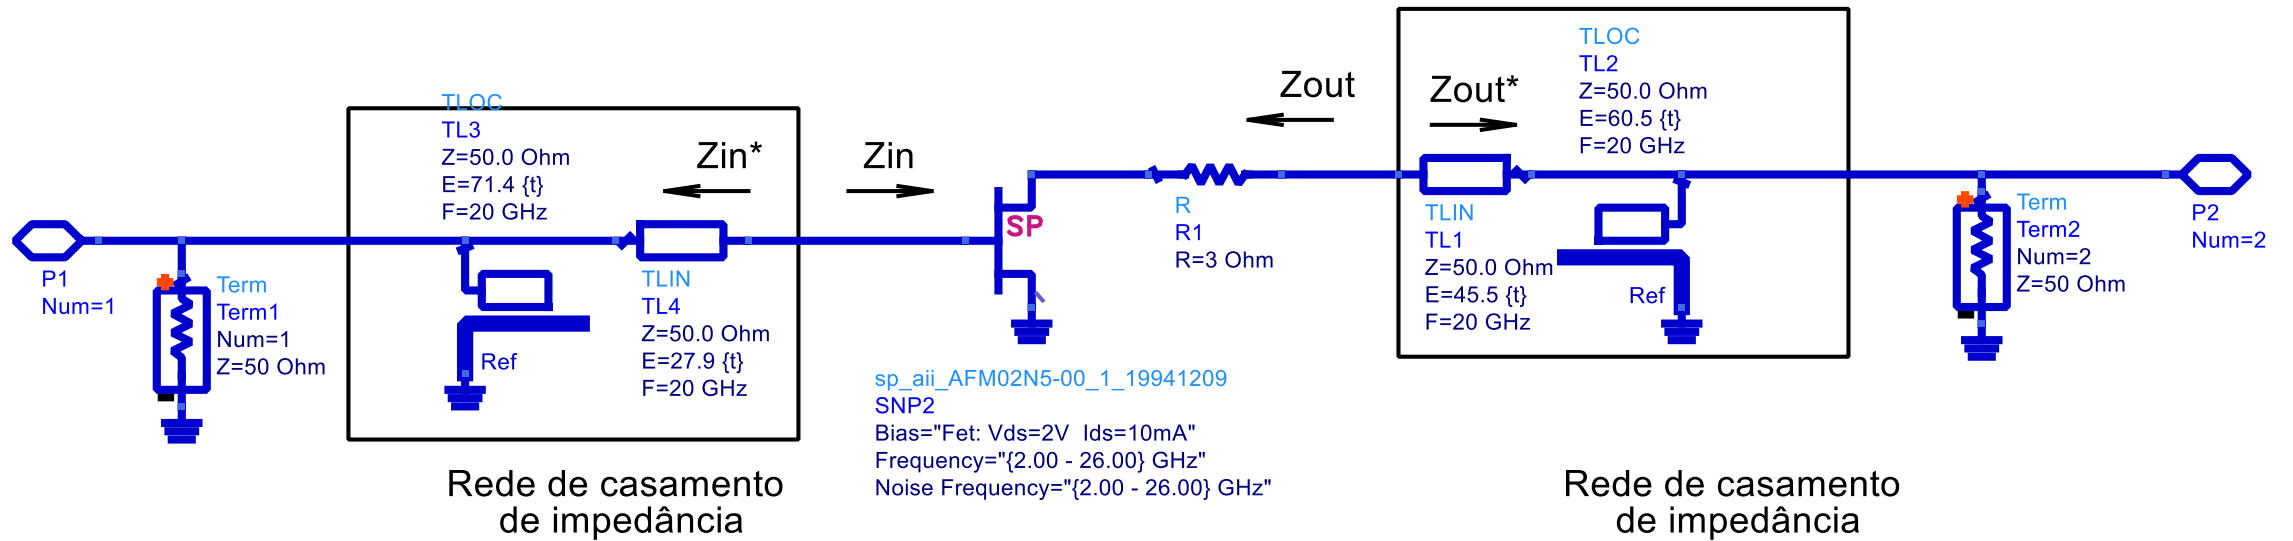 P1
Num=1
Term
Term1
Num=1
Z=50 Ohm
TLOC
TL3
Z=50.0 Ohm
E=71.4 {t}
F=20 GHz
Ref
Zin*
TLIN
TL4
Z=50.0 Ohm
E=27.9 {t}
F=20 GHz
Rede de casamento
de impedância
Zin
SP
sp_aii_AFM02N5-00_1_19941209
SNP2
Bias="Fet: Vds=2V Ids=10mA"
Frequency="{2.00 - 26.00} GHz"
Noise Frequency="{2.00 - 26.00} GHz"
R
R1
R=3 Ohm
Zout
Zout*
TLIN
TL1
Z=50.0 Ohm
E=45.5 {t}
F=20 GHz
TLOC
TL2
Z=50.0 Ohm
E=60.5 {t}
F=20 GHz
Ref
Rede de casamento
de impedância
Term
Term2
Num=2
Z=50 Ohm
P2
Num=2